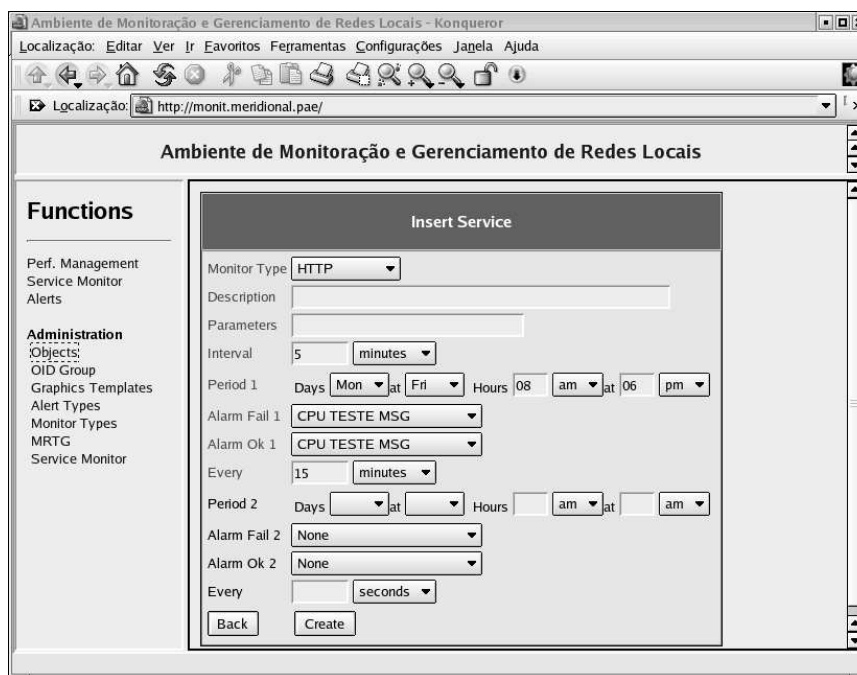 Ambiente de Monitoração e Gerenciamento de Redes Locais - Konqueror
Localização: Editar Ver Ir Favoritos Ferramentas Configurações Janela Ajuda
Localização: http://monit.meridional.pae/
Ambiente de Monitoração e Gerenciamento de Redes Locais
Functions
Perf. Management
Service Monitor
Alerts
Administration
Objects
OID Group
Graphics Templates
Alert Types
Monitor Types
MRTG
Service Monitor
Insert Service
Monitor Type HTTP
Description
Parameters
Interval 5 minutes
Period 1 Days Mon at Fri Hours 08 am at 06 pm
Alarm Fail 1 CPU TESTE MSG
Alarm Ok 1 CPU TESTE MSG
Every 15 minutes
Period 2 Days at Hours am at am
Alarm Fail 2 None
Alarm Ok 2 None
Every seconds
Back Create